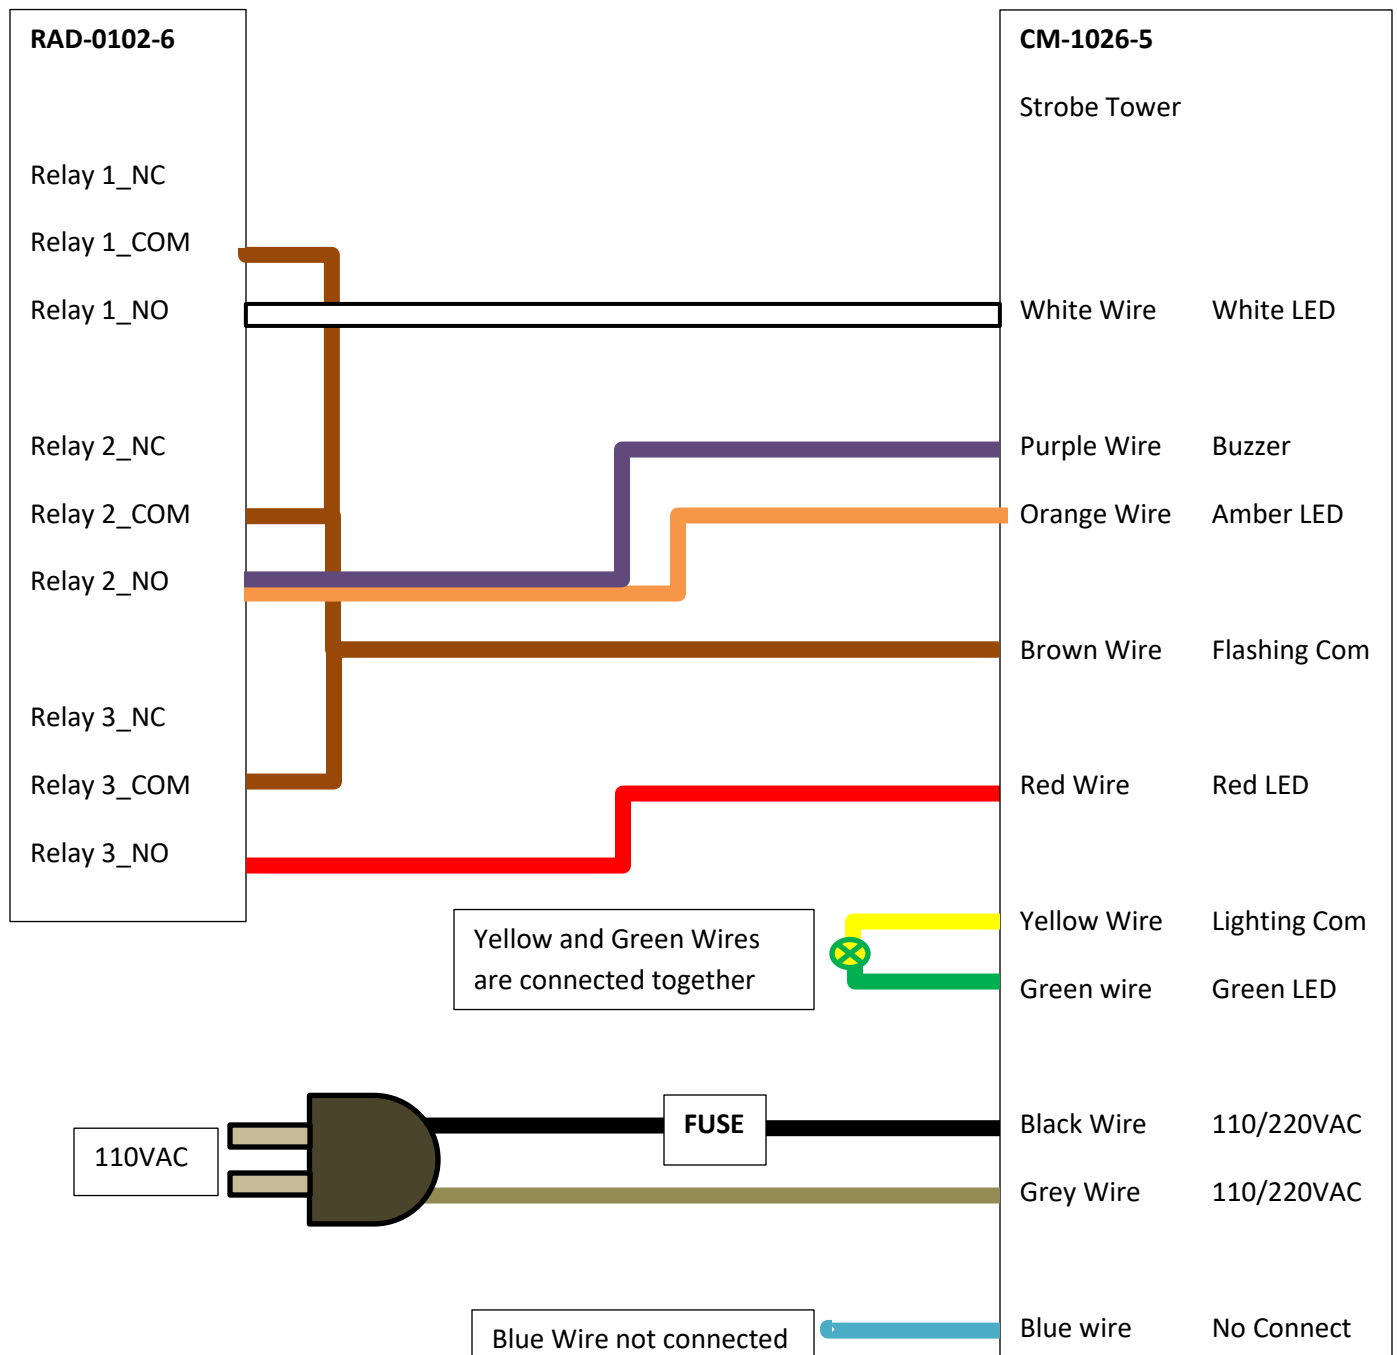 RAD-0102-6
CM-1026-5
Strobe Tower
Relay 1_NC
Relay 1_COM
Relay 1_NO
White Wire White LED
Relay 2_NC
Purple Wire Buzzer
Relay 2_COM
Orange Wire Amber LED
Relay 2_NO
Brown Wire Flashing Com
Relay 3_NC
Relay 3_COM
Red Wire Red LED
Relay 3_NO
Yellow and Green Wires
are connected together
Yellow Wire Lighting Com
Green wire Green LED
110VAC
FUSE
Black Wire 110/220VAC
Grey Wire 110/220VAC
Blue Wire not connected
Blue wire No Connect